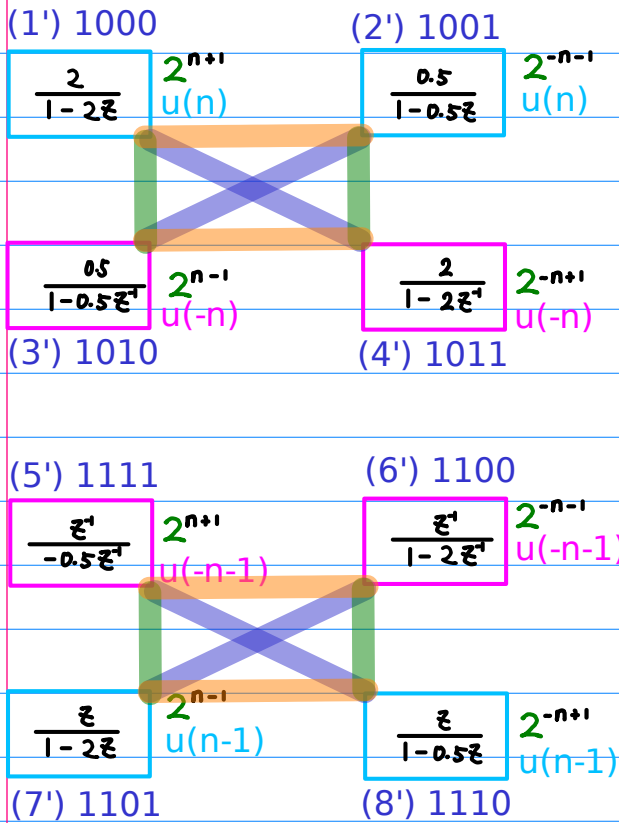 (1') 1000
(2') 1001
2 / 1 - 2z
2^{n+1}
u(n)
0.5 / 1 - 0.5z
2^{-n-1}
u(n)
0.5 / 1 - 0.5z^{-1}
2^{n-1}
u(-n)
2 / 1 - 2z^{-1}
2^{-n+1}
u(-n)
(3') 1010
(4') 1011
(5') 1111
(6') 1100
z^{-1} / -0.5z^{-1}
2^{n+1}
u(-n-1)
z^{-1} / 1 - 2z^{-1}
2^{-n-1}
u(-n-1)
z / 1 - 2z
2^{n-1}
u(n-1)
z / 1 - 0.5z
2^{-n+1}
u(n-1)
(7') 1101
(8') 1110